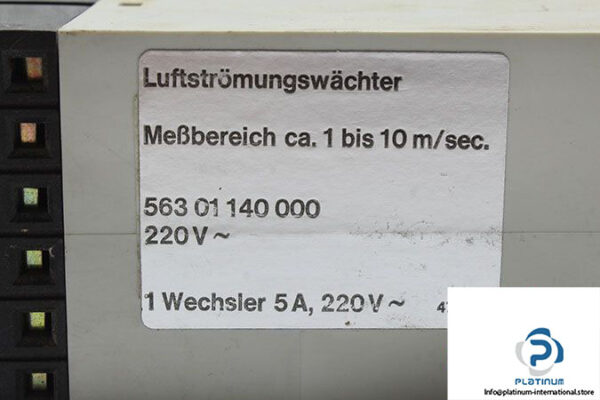 Luftströmungswächter
Meßbereich ca. 1 bis 10 m/sec.
563 01 140 000
220 V ~
1 Wechsler 5 A, 220 V ~
PLATINUM
Info@platinum-international.store